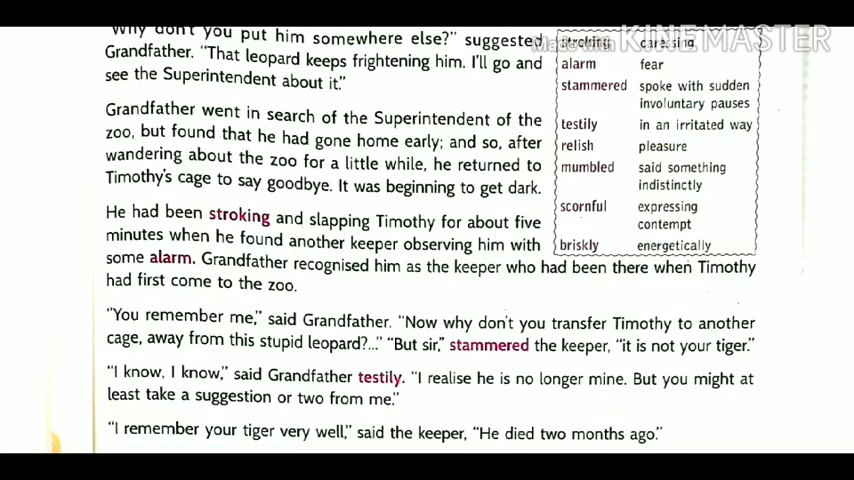 "Why don't you put him somewhere else?" suggested
Grandfather. "That leopard keeps frightening him. I'll go and
see the Superintendent about it."
Grandfather went in search of the Superintendent of the
zoo, but found that he had gone home early; and so, after
wandering about the zoo for a little while, he returned to
Timothy's cage to say goodbye. It was beginning to get dark.
He had been stroking and slapping Timothy for about five
minutes when he found another keeper observing him with
some alarm. Grandfather recognised him as the keeper who had been there when Timothy
had first come to the zoo.
"You remember me," said Grandfather. "Now why don't you transfer Timothy to another
cage, away from this stupid leopard?..." "But sir," stammered the keeper, "it is not your tiger."
"I know, I know," said Grandfather testily. "I realise he is no longer mine. But you might at
least take a suggestion or two from me."
"I remember your tiger very well," said the keeper, "He died two months ago."
Made with KINEMASTER
stroking caressing
alarm fear
stammered spoke with sudden
involuntary pauses
testily in an irritated way
relish pleasure
mumbled said something
indistinctly
scornful expressing
contempt
briskly energetically